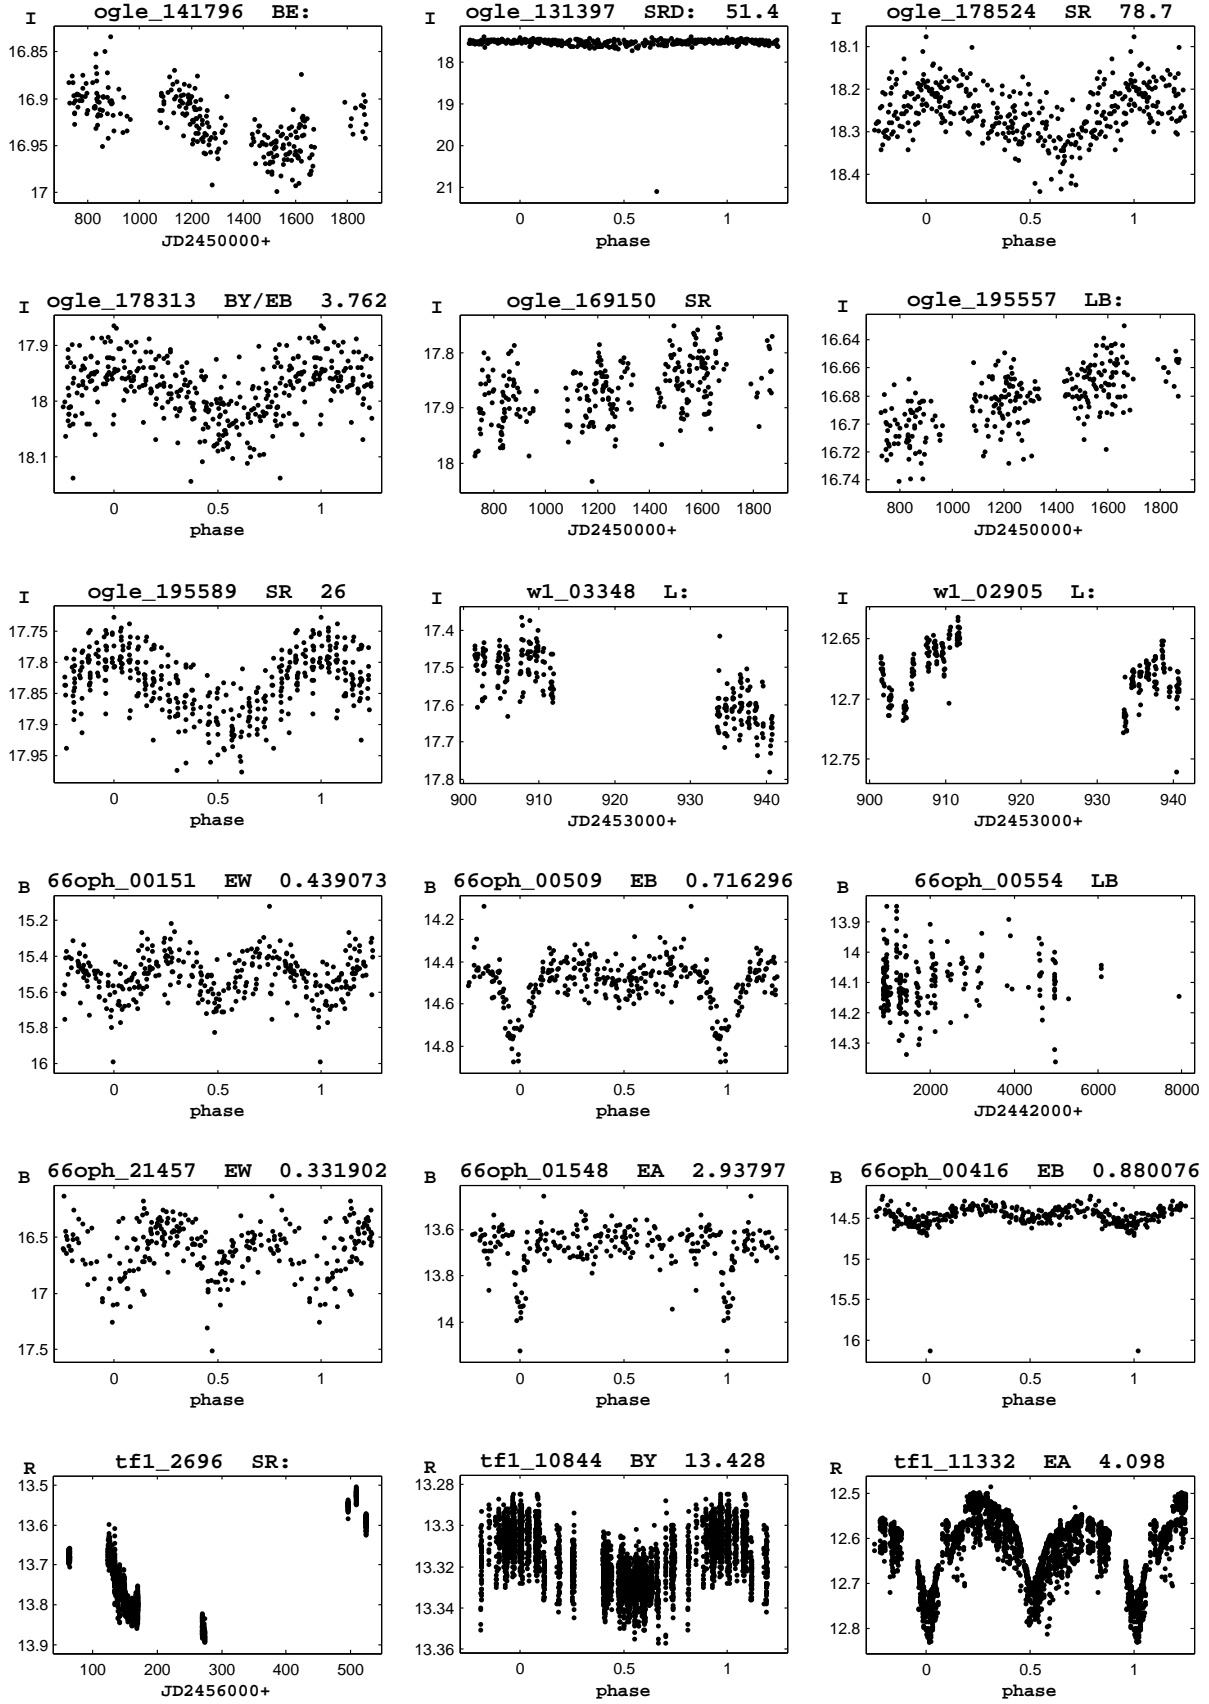 I ogle_141796 BE:
16.85
16.9
16.95
17
800 1000 1200 1400 1600 1800
JD2450000+
I ogle_131397 SRD: 51.4
18
19
20
21
0 0.5 1
phase
I ogle_178524 SR 78.7
18.1
18.2
18.3
18.4
0 0.5 1
phase
I ogle_178313 BY/EB 3.762
17.9
18
18.1
0 0.5 1
phase
I ogle_169150 SR
17.8
17.9
18
800 1000 1200 1400 1600 1800
JD2450000+
I ogle_195557 LB:
16.64
16.66
16.68
16.7
16.72
16.74
800 1000 1200 1400 1600 1800
JD2450000+
I ogle_195589 SR 26
17.75
17.8
17.85
17.9
17.95
0 0.5 1
phase
I w1_03348 L:
17.4
17.5
17.6
17.7
17.8
900 910 920 930 940
JD2453000+
I w1_02905 L:
12.65
12.7
12.75
900 910 920 930 940
JD2453000+
B 66oph_00151 EW 0.439073
15.2
15.4
15.6
15.8
16
0 0.5 1
phase
B 66oph_00509 EB 0.716296
14.2
14.4
14.6
14.8
0 0.5 1
phase
B 66oph_00554 LB
13.9
14
14.1
14.2
14.3
2000 4000 6000 8000
JD2442000+
B 66oph_21457 EW 0.331902
16.5
17
17.5
0 0.5 1
phase
B 66oph_01548 EA 2.93797
13.6
13.8
14
0 0.5 1
phase
B 66oph_00416 EB 0.880076
14.5
15
15.5
16
0 0.5 1
phase
R tf1_2696 SR:
13.5
13.6
13.7
13.8
13.9
100 200 300 400 500
JD2456000+
R tf1_10844 BY 13.428
13.28
13.3
13.32
13.34
13.36
0 0.5 1
phase
R tf1_11332 EA 4.098
12.5
12.6
12.7
12.8
0 0.5 1
phase